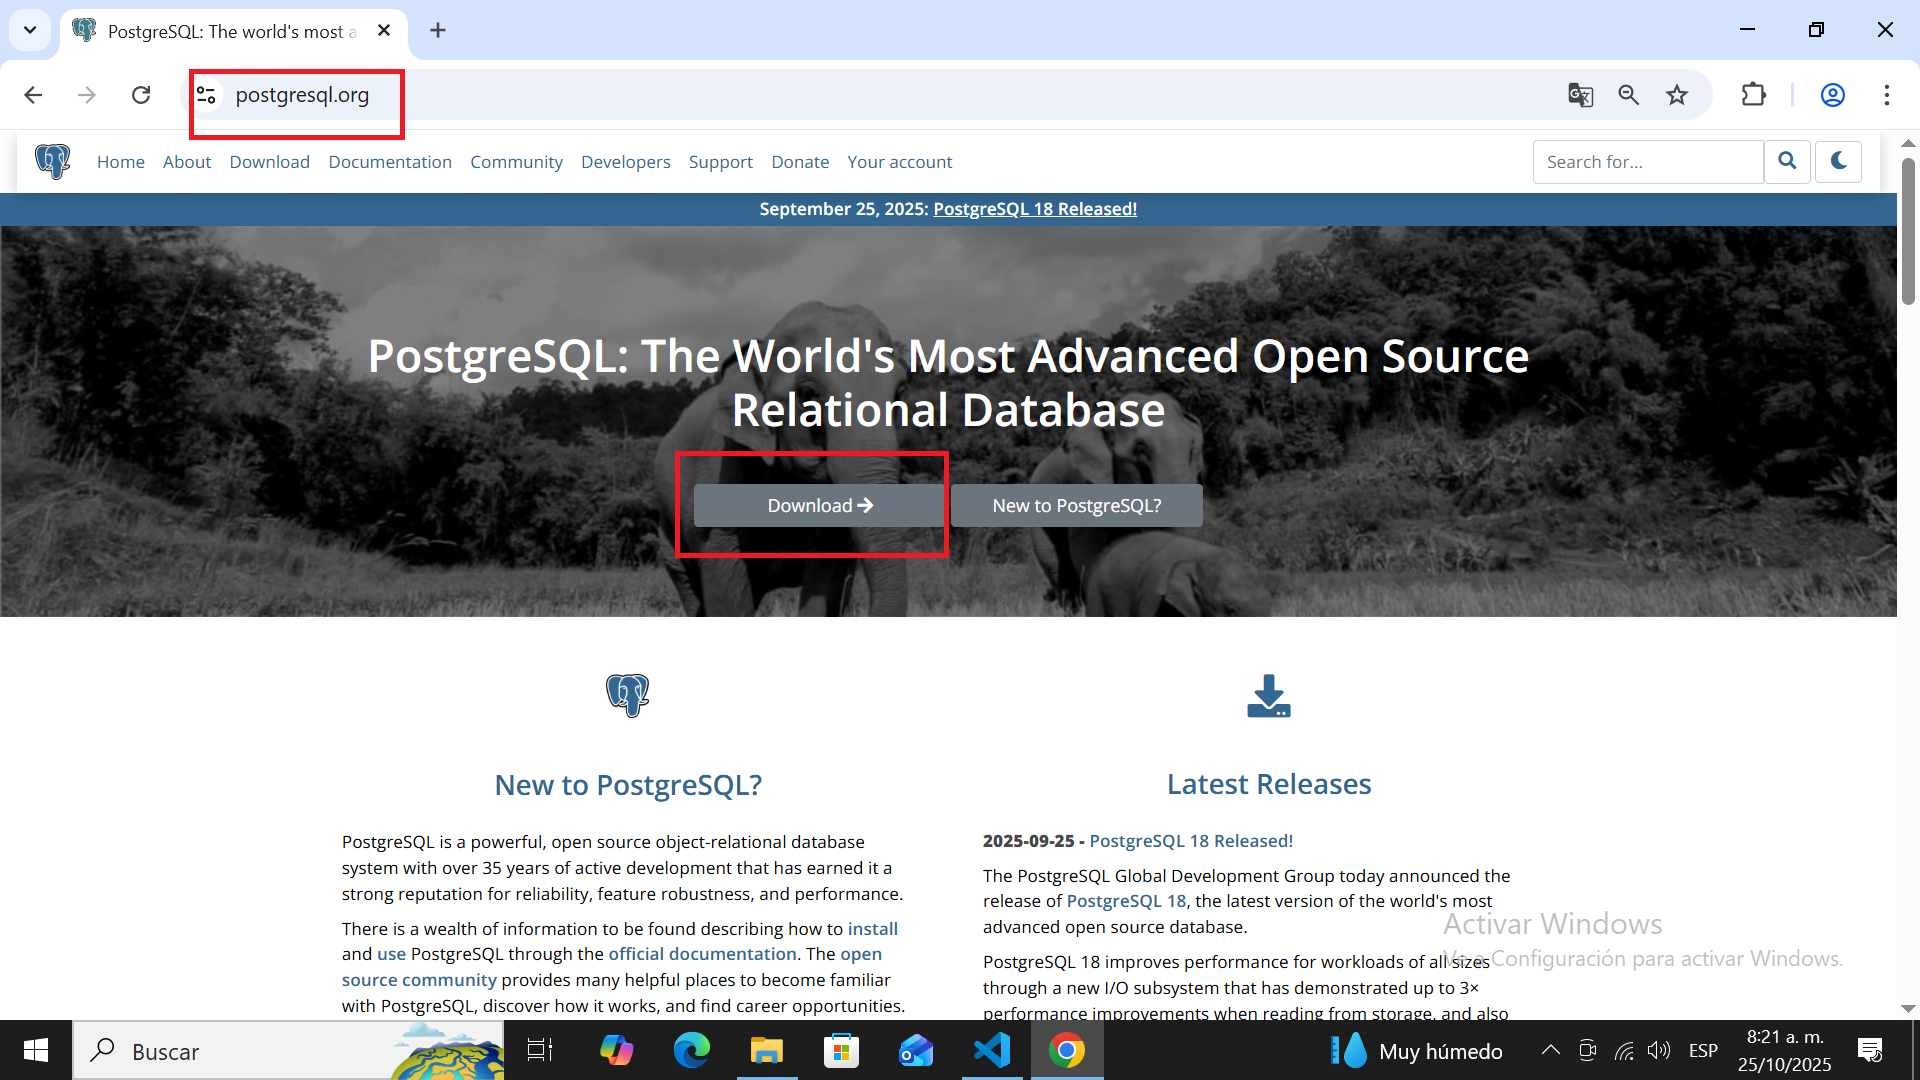 PostgreSQL: The world's most a
postgresql.org
Home About Download Documentation Community Developers Support Donate Your account
Search for...
September 25, 2025: PostgreSQL 18 Released!
PostgreSQL: The World's Most Advanced Open Source
Relational Database
Download
New to PostgreSQL?
New to PostgreSQL?
PostgreSQL is a powerful, open source object-relational database
system with over 35 years of active development that has earned it a
strong reputation for reliability, feature robustness, and performance.
There is a wealth of information to be found describing how to install
and use PostgreSQL through the official documentation. The open
source community provides many helpful places to become familiar
with PostgreSQL, discover how it works, and find career opportunities.
Latest Releases
2025-09-25 - PostgreSQL 18 Released!
The PostgreSQL Global Development Group today announced the
release of PostgreSQL 18, the latest version of the world's most
advanced open source database.
PostgreSQL 18 improves performance for workloads of all sizes
through a new I/O subsystem that has demonstrated up to 3×
performance improvements when reading from storage, and also
Activar Windows
Ve a Configuración para activar Windows.
Buscar
Muy húmedo
ESP
8:21 a. m.
25/10/2025